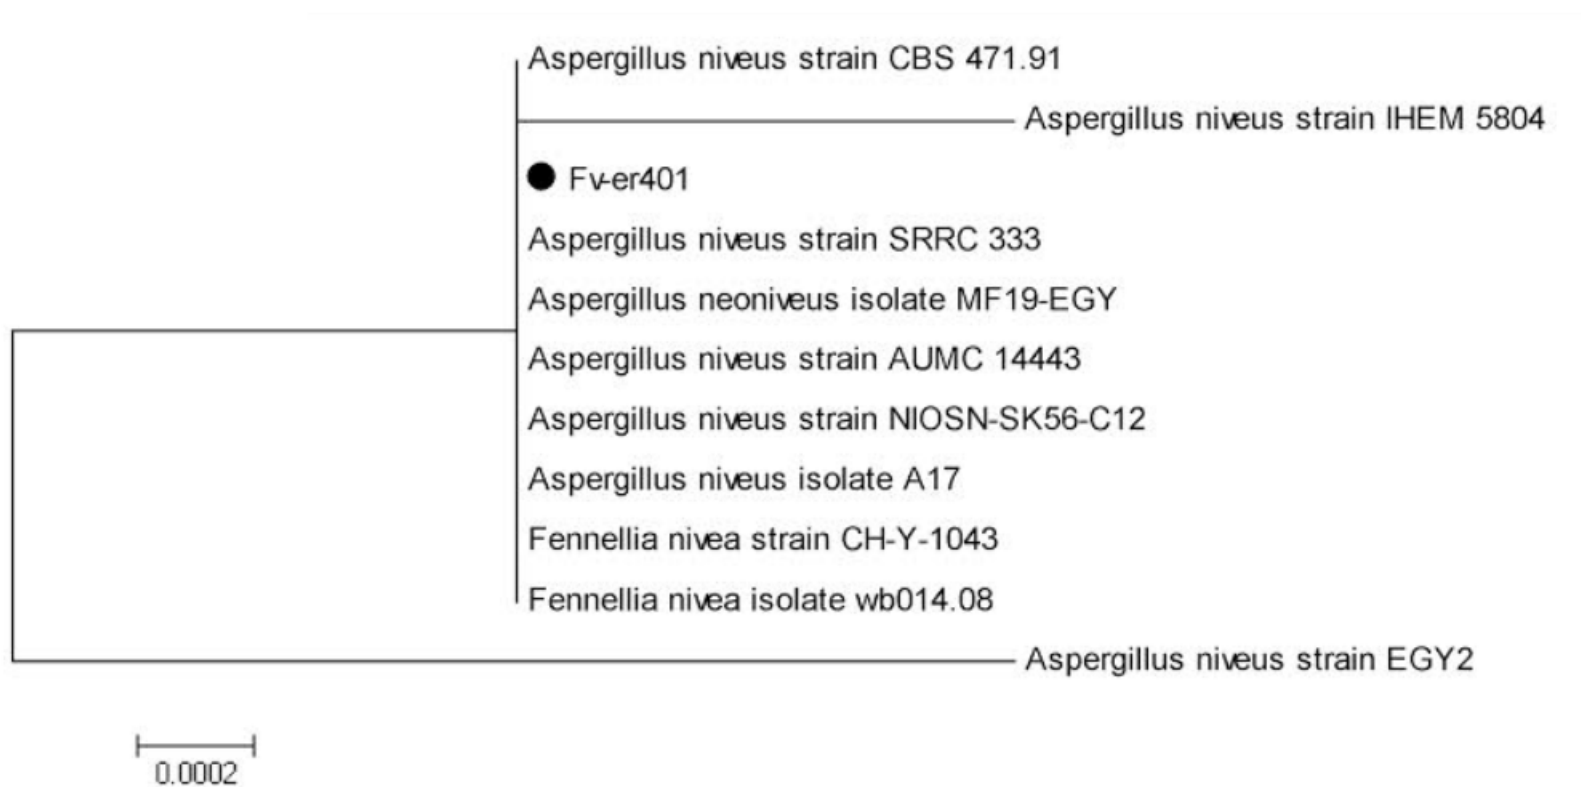 Aspergillus niveus strain CBS 471.91
Aspergillus niveus strain IHEM 5804
Fv-er401
Aspergillus niveus strain SRRC 333
Aspergillus neoniveus isolate MF19-EGY
Aspergillus niveus strain AUMC 14443
Aspergillus niveus strain NIOSN-SK56-C12
Aspergillus niveus isolate A17
Fennellia nivea strain CH-Y-1043
Fennellia nivea isolate wb014.08
Aspergillus niveus strain EGY2
0.0002